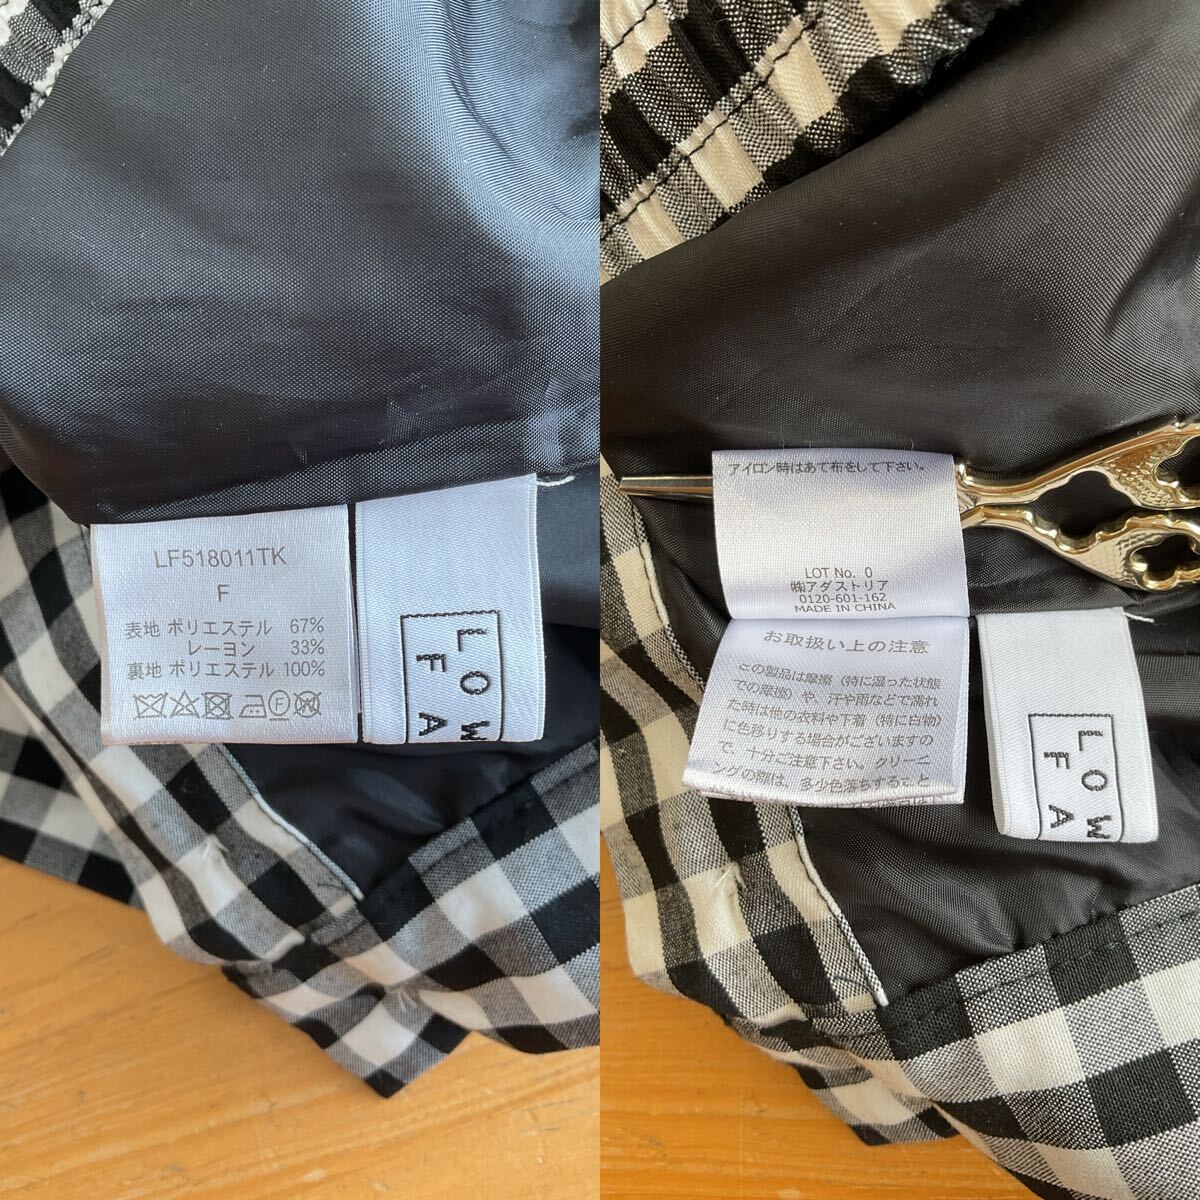 LF518011TK
F
表地 ポリエステル 67%
レーヨン 33%
裏地 ポリエステル 100%
F W
LOW
F A
アイロン時はあて布をして下さい。
LOT No. 0
㈱アダストリア
0120-601-162
MADE IN CHINA
お取扱い上の注意
この製品は摩擦（特に湿った状態
での摩擦）や、汗や雨などで濡れ
た時は他の衣料や下着（特に白物）
に色移りする場合がございますの
で、十分ご注意下さい。クリーニ
ングの際は、多少色落ちすること
LOW
F A